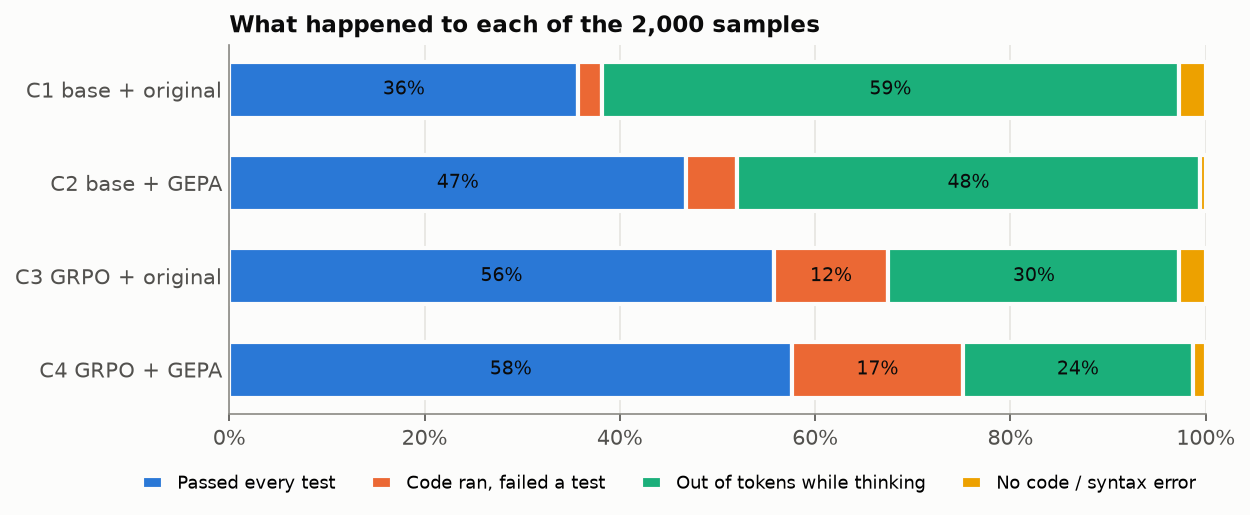 What happened to each of the 2,000 samples
C1 base + original
36%
59%
C2 base + GEPA
47%
48%
C3 GRPO + original
56%
12%
30%
C4 GRPO + GEPA
58%
17%
24%
0%
20%
40%
60%
80%
100%
Passed every test
Code ran, failed a test
Out of tokens while thinking
No code / syntax error